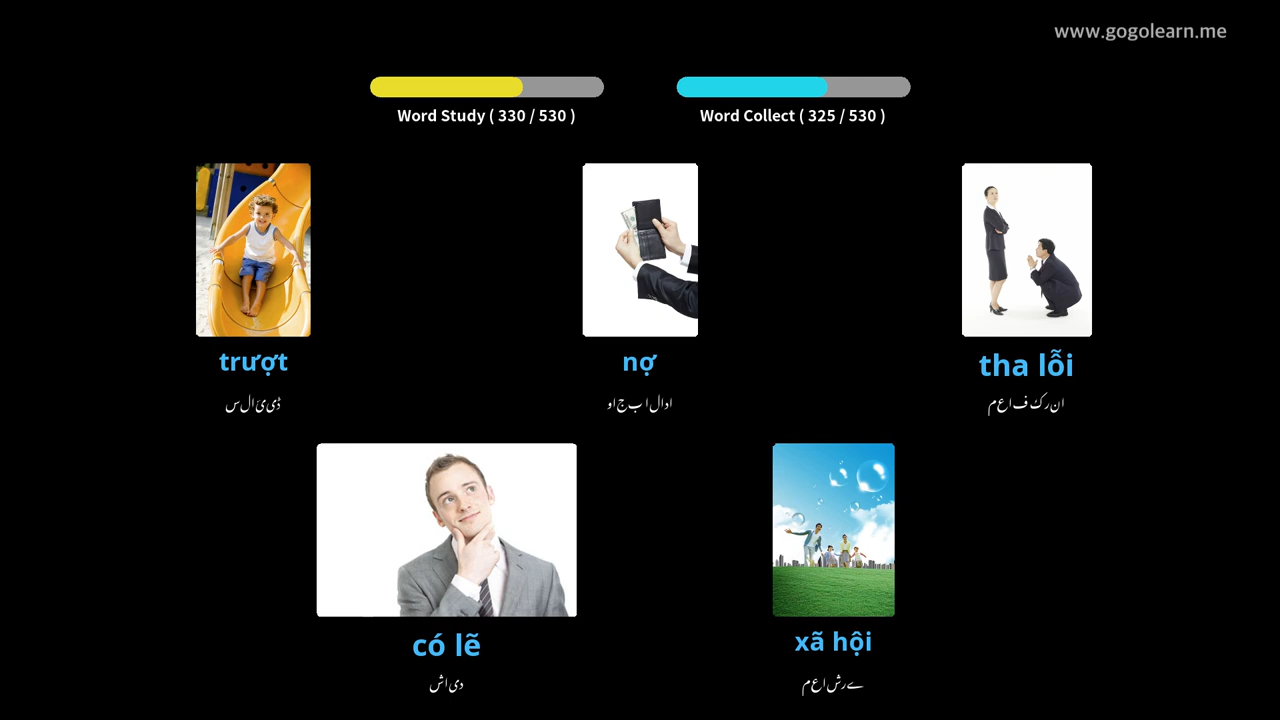 www.gogolearn.me
Word Study ( 330 / 530 )
Word Collect ( 325 / 530 )
trượt
سلائیڈ
nợ
واجب الادا
tha lỗi
معاف کرنا
có lẽ
شاید
xã hội
معاشرے